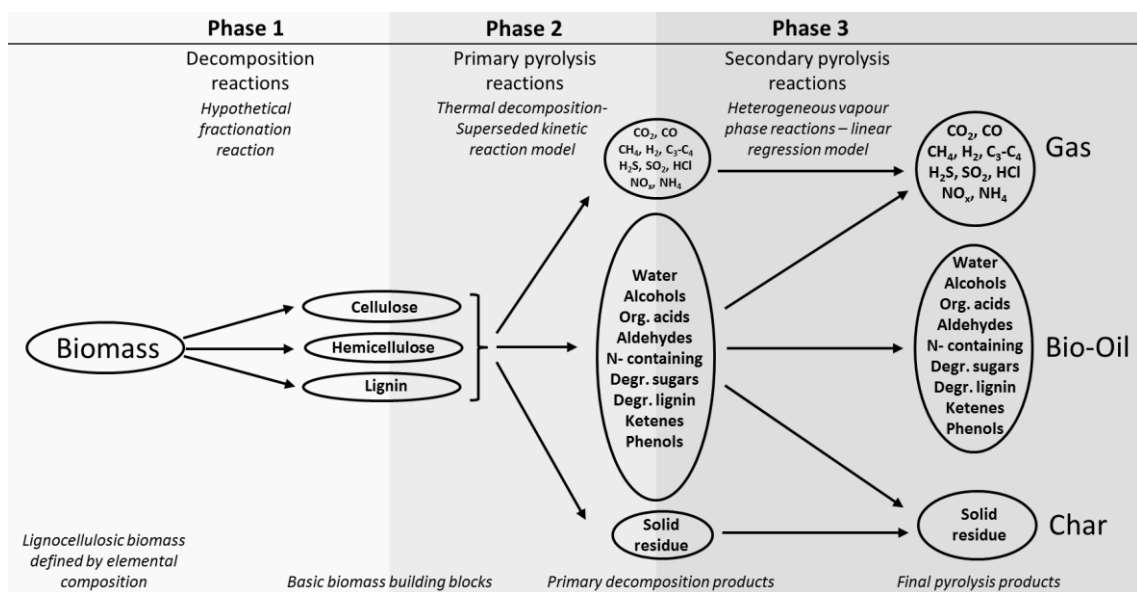 Phase 1
Phase 2
Phase 3
Decomposition
reactions
Hypothetical
fractionation
reaction
Primary pyrolysis
reactions
Thermal decomposition-
Superseded kinetic
reaction model
Secondary pyrolysis
reactions
Heterogeneous vapour
phase reactions – linear
regression model
CO₂, CO
CH₄, H₂, C₃-C₄
H₂S, SO₂, HCl
NOₓ, NH₄
CO₂, CO
CH₄, H₂, C₃-C₄
H₂S, SO₂, HCl
NOₓ, NH₄
Gas
Biomass
Cellulose
Hemicellulose
Lignin
Water
Alcohols
Org. acids
Aldehydes
N- containing
Degr. sugars
Degr. lignin
Ketenes
Phenols
Water
Alcohols
Org. acids
Aldehydes
N- containing
Degr. sugars
Degr. lignin
Ketenes
Phenols
Bio-Oil
Solid
residue
Solid
residue
Char
Lignocellulosic biomass
defined by elemental
composition
Basic biomass building blocks
Primary decomposition products
Final pyrolysis products